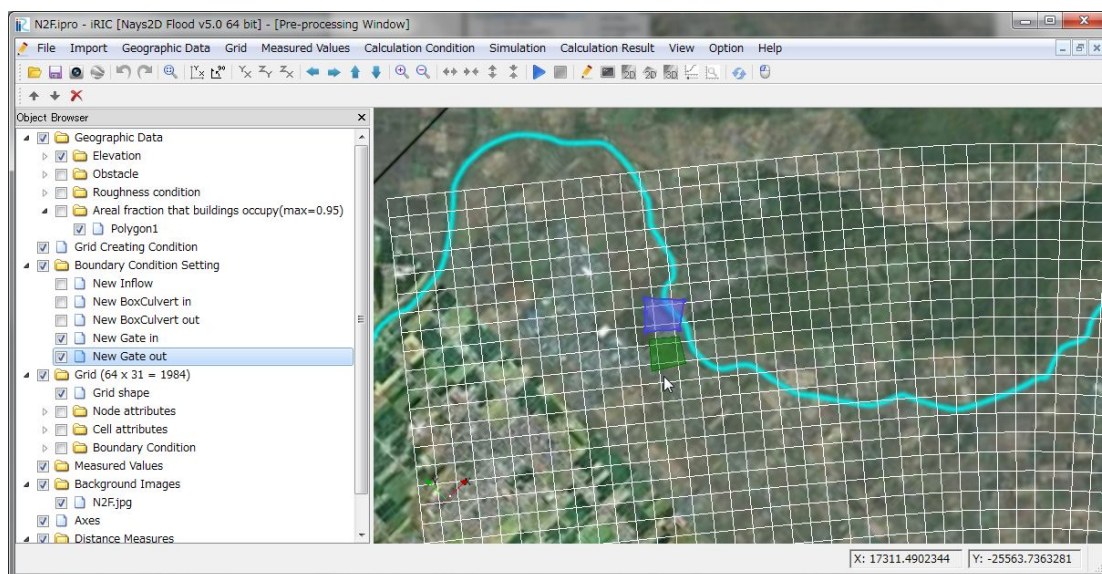 N2F.ipro - iRIC [Nays2D Flood v5.0 64 bit] - [Pre-processing Window]
File Import Geographic Data Grid Measured Values Calculation Condition Simulation Calculation Result View Option Help
Object Browser
Geographic Data
Elevation
Obstacle
Roughness condition
Areal fraction that buildings occupy(max=0.95)
Polygon1
Grid Creating Condition
Boundary Condition Setting
New Inflow
New BoxCulvert in
New BoxCulvert out
New Gate in
New Gate out
Grid (64 x 31 = 1984)
Grid shape
Node attributes
Cell attributes
Boundary Condition
Measured Values
Background Images
N2F.jpg
Axes
Distance Measures
X: 17311.4902344 Y: -25563.7363281